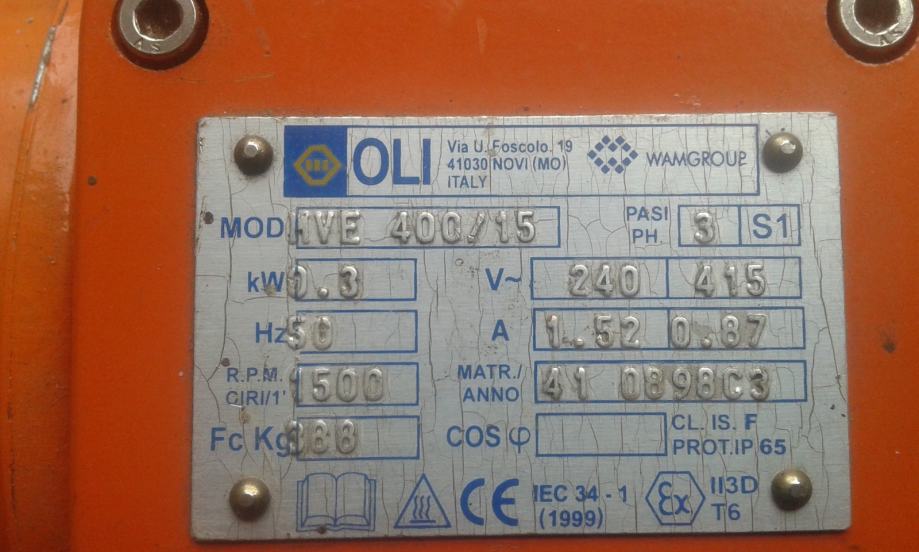 OLI
Via U. Foscolo. 19
41030 NOVI (MO)
ITALY
WAMGROUP
MOD MVE 400/15
PASI
PH. 3 S1
kW 0.3
V~ 240 415
Hz 50
A 1.52 0.87
R.P.M.
GIRI/1' 1500
MATR./
ANNO 41 0898C3
Fc Kg 388
COS φ
CL. IS. F
PROT.IP 65
CE
IEC 34 - 1
(1999)
Ex
II3D
T6